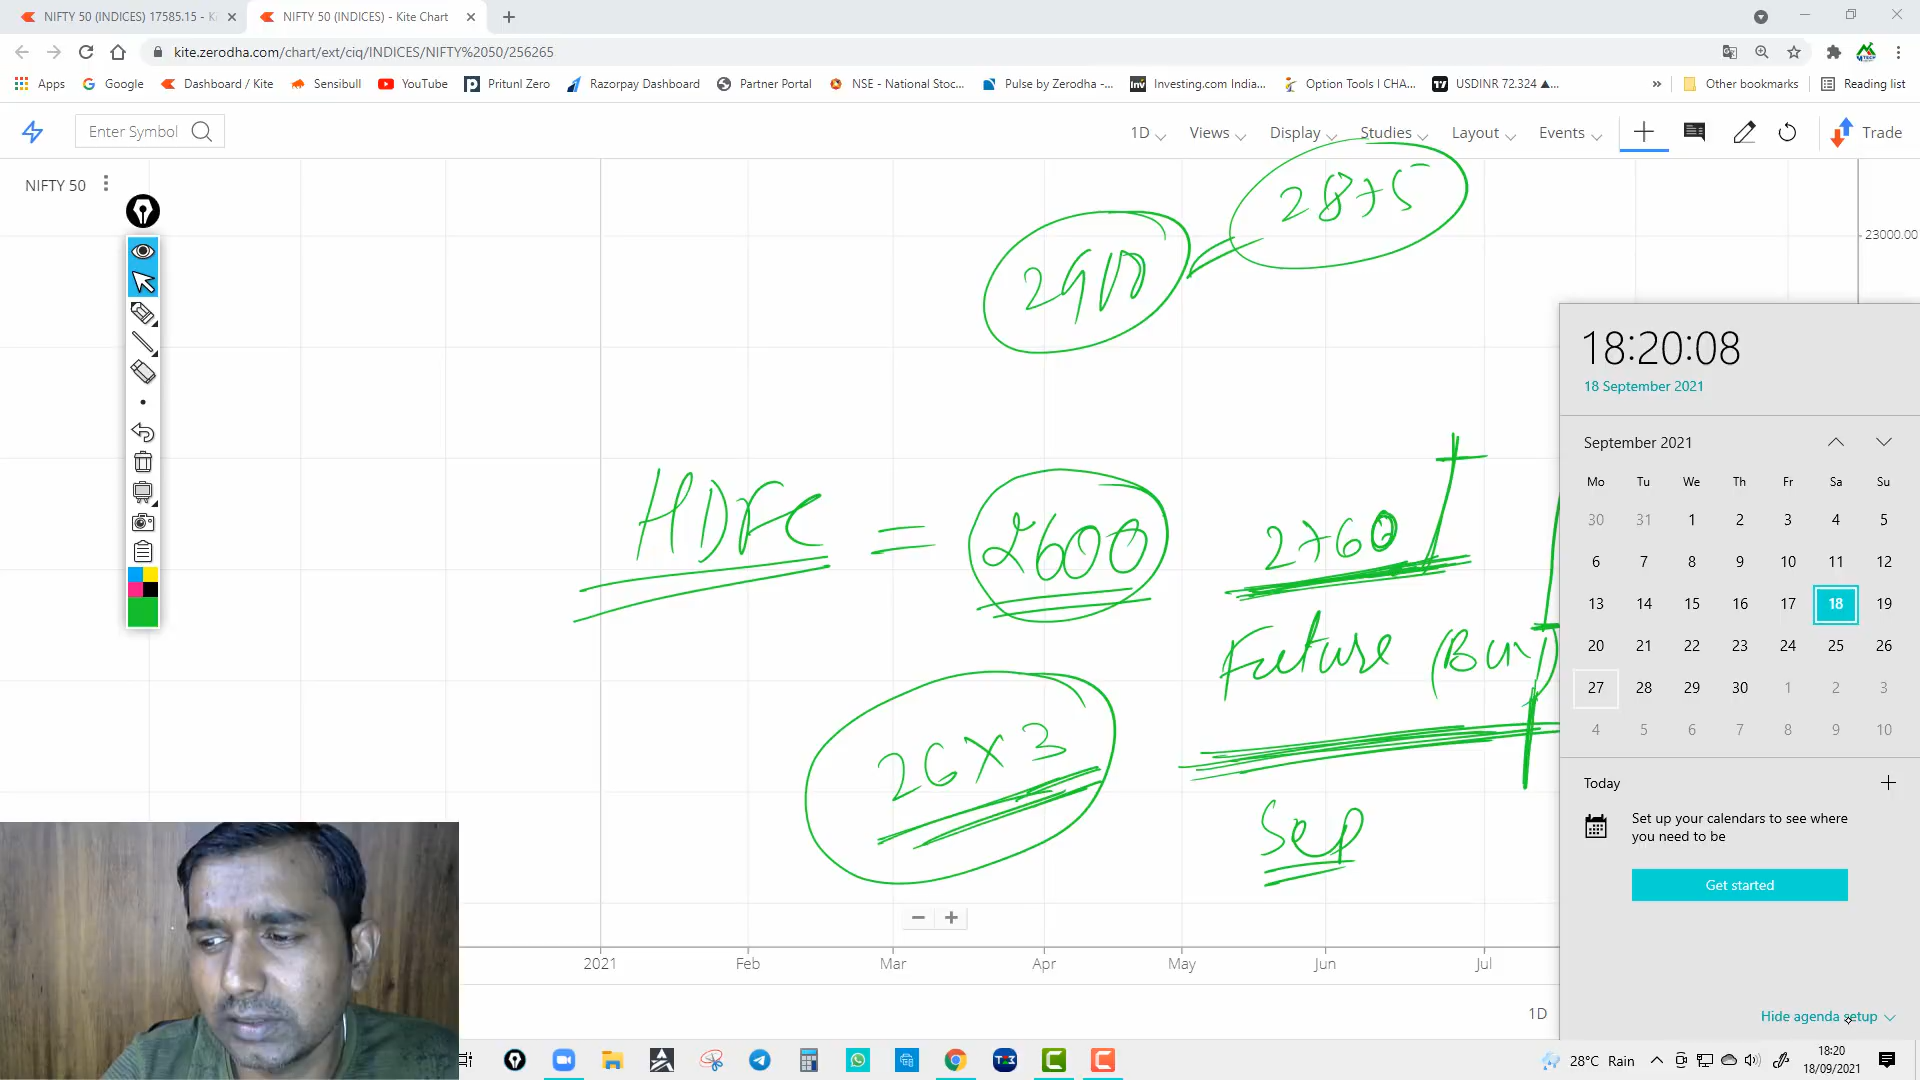 NIFTY 50 (INDICES) 17585.15 - Ki
NIFTY 50 (INDICES) - Kite Chart
kite.zerodha.com/chart/ext/ciq/INDICES/NIFTY%2050/256265
Apps Google Dashboard / Kite Sensibull YouTube Pritunl Zero Razorpay Dashboard Partner Portal NSE - National Stoc... Pulse by Zerodha -... Investing.com India... Option Tools I CHA... USDINR 72.324 ▲... » Other bookmarks Reading list
Enter Symbol
1D Views Display Studies Layout Events Trade
NIFTY 50
2875
2900
23000.00
HDFC = 2600 2760
Future (Buy)
26 X 3
Sep
18:20:08
18 September 2021
September 2021
Mo Tu We Th Fr Sa Su
30 31 1 2 3 4 5
6 7 8 9 10 11 12
13 14 15 16 17 18 19
20 21 22 23 24 25 26
27 28 29 30 1 2 3
4 5 6 7 8 9 10
Today
Set up your calendars to see where
you need to be
Get started
Hide agenda setup
2021 Feb Mar Apr May Jun Jul
1D
28°C Rain
18:20
18/09/2021